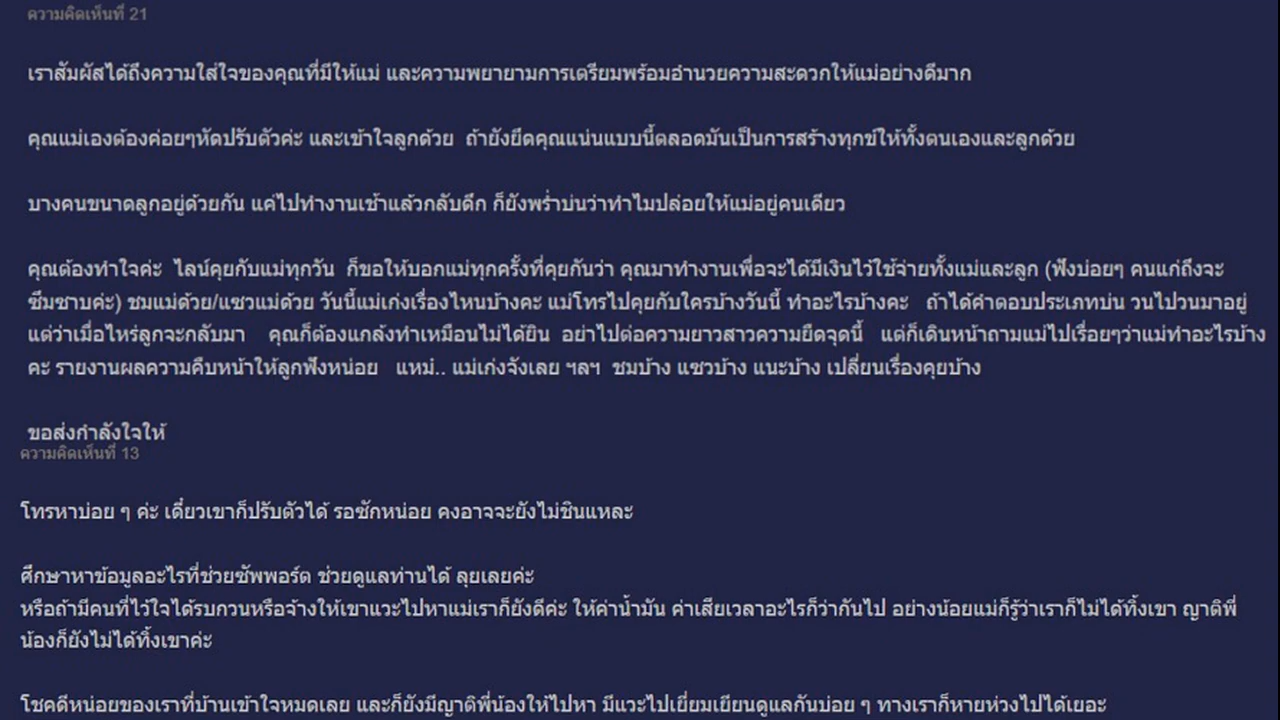 ความคิดเห็นที่ 21
เราสัมผัสได้ถึงความใส่ใจของคุณที่มีให้แม่ และความพยายามการเตรียมพร้อมอำนวยความสะดวกให้แม่อย่างดีมาก
คุณแม่เองต้องค่อยๆหัดปรับตัวค่ะ และเข้าใจลูกด้วย  ถ้ายังยึดคุณแน่นแบบนี้ตลอดมันเป็นการสร้างทุกข์ให้ทั้งตนเองและลูกด้วย
บางคนขนาดลูกอยู่ด้วยกัน แค่ไปทำงานเช้าแล้วกลับดึก ก็ยังพร่ำบ่นว่าทำไมปล่อยให้แม่อยู่คนเดียว
คุณต้องทำใจค่ะ  ไลน์คุยกับแม่ทุกวัน  ก็ขอให้บอกแม่ทุกครั้งที่คุยกันว่า คุณมาทำงานเพื่อจะได้มีเงินไว้ใช้จ่ายทั้งแม่และลูก (ฟังบ่อยๆ คนแก่ถึงจะ
ซึมซาบค่ะ) ชมแม่ด้วย/แซวแม่ด้วย วันนี้แม่เก่งเรื่องไหนบ้างคะ แม่โทรไปคุยกับใครบ้างวันนี้ ทำอะไรบ้างคะ   ถ้าได้คำตอบประเภทบ่น วนไปวนมาอยู่
แต่ว่าเมื่อไหร่ลูกจะกลับมา    คุณก็ต้องแกล้งทำเหมือนไม่ได้ยิน  อย่าไปต่อความยาวสาวความยืดจุดนี้   แต่ก็เดินหน้าถามแม่ไปเรื่อยๆว่าแม่ทำอะไรบ้าง
คะ รายงานผลความคืบหน้าให้ลูกฟังหน่อย   แหม่.. แม่เก่งจังเลย ฯลฯ  ชมบ้าง แซวบ้าง แนะบ้าง เปลี่ยนเรื่องคุยบ้าง
ขอส่งกำลังใจให้
ความคิดเห็นที่ 13
โทรหาบ่อย ๆ ค่ะ เดี๋ยวเขาก็ปรับตัวได้ รอซักหน่อย คงอาจจะยังไม่ชินแหละ
ศึกษาหาข้อมูลอะไรที่ช่วยซัพพอร์ต ช่วยดูแลท่านได้ ลุยเลยค่ะ
หรือถ้ามีคนที่ไว้ใจได้รบกวนหรือจ้างให้เขาแวะไปหาแม่เราก็ยังดีค่ะ ให้ค่าน้ำมัน ค่าเสียเวลาอะไรก็ว่ากันไป อย่างน้อยแม่ก็รู้ว่าเราก็ไม่ได้ทิ้งเขา ญาติพี่
น้องก็ยังไม่ได้ทิ้งเขาค่ะ
โชคดีหน่อยของเราที่บ้านเข้าใจหมดเลย และก็ยังมีญาติพี่น้องให้ไปหา มีแวะไปเยี่ยมเยียนดูแลกันบ่อย ๆ ทางเราก็หายห่วงไปได้เยอะ